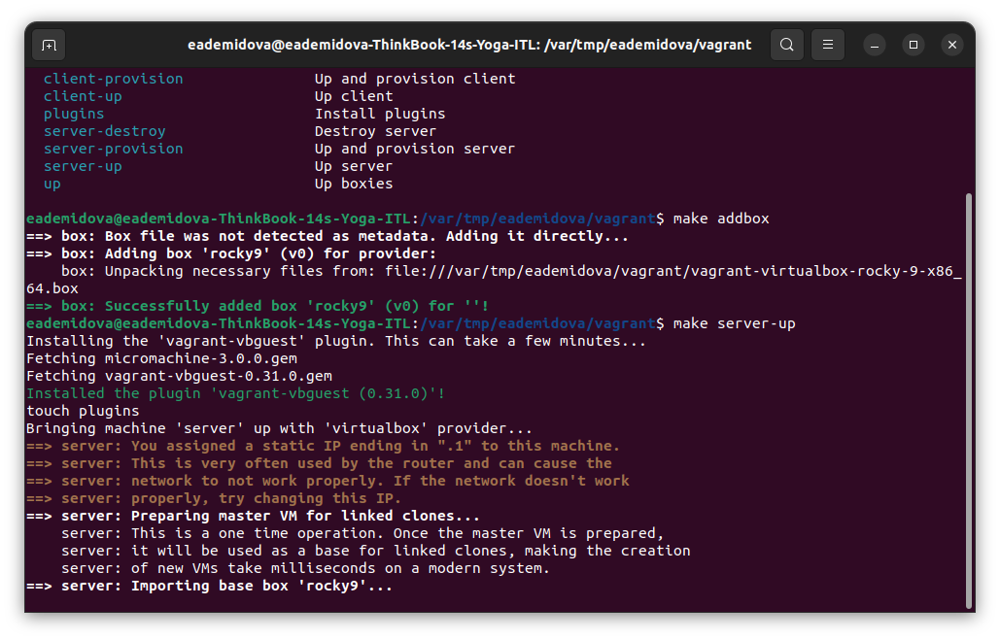 eademidova@eademidova-ThinkBook-14s-Yoga-ITL: /var/tmp/eademidova/vagrant
client-provision Up and provision client
client-up Up client
plugins Install plugins
server-destroy Destroy server
server-provision Up and provision server
server-up Up server
up Up boxies
eademidova@eademidova-ThinkBook-14s-Yoga-ITL:/var/tmp/eademidova/vagrant$ make addbox
==> box: Box file was not detected as metadata. Adding it directly...
==> box: Adding box 'rocky9' (v0) for provider:
box: Unpacking necessary files from: file:///var/tmp/eademidova/vagrant/vagrant-virtualbox-rocky-9-x86_
64.box
==> box: Successfully added box 'rocky9' (v0) for ''!
eademidova@eademidova-ThinkBook-14s-Yoga-ITL:/var/tmp/eademidova/vagrant$ make server-up
Installing the 'vagrant-vbguest' plugin. This can take a few minutes...
Fetching micromachine-3.0.0.gem
Fetching vagrant-vbguest-0.31.0.gem
Installed the plugin 'vagrant-vbguest (0.31.0)'!
touch plugins
Bringing machine 'server' up with 'virtualbox' provider...
==> server: You assigned a static IP ending in ".1" to this machine.
==> server: This is very often used by the router and can cause the
==> server: network to not work properly. If the network doesn't work
==> server: properly, try changing this IP.
==> server: Preparing master VM for linked clones...
server: This is a one time operation. Once the master VM is prepared,
server: it will be used as a base for linked clones, making the creation
server: of new VMs take milliseconds on a modern system.
==> server: Importing base box 'rocky9'...